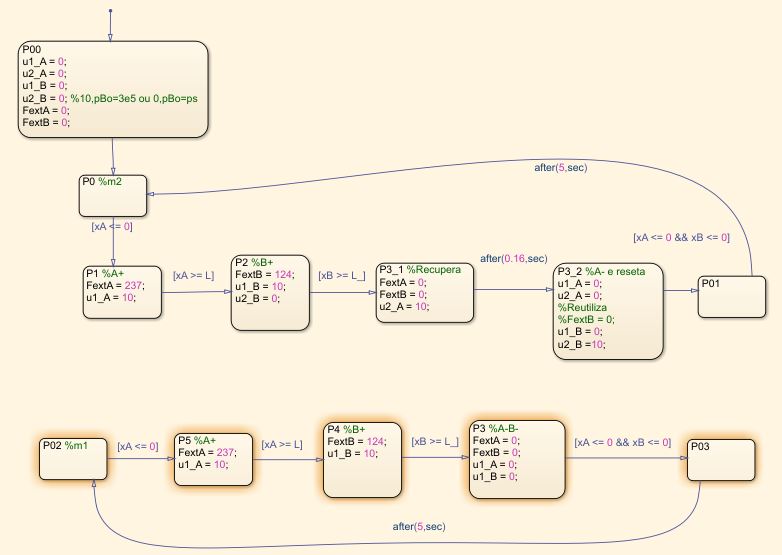 P00
u1_A = 0;
u2_A = 0;
u1_B = 0;
u2_B = 0; %10,pBo=3e5 ou 0,pBo=ps
FextA = 0;
FextB = 0;
P0 %m2
after(5,sec)
[xA <= 0]
[xA <= 0 && xB <= 0]
P1 %A+
FextA = 237;
u1_A = 10;
[xA >= L]
P2 %B+
FextB = 124;
u1_B = 10;
u2_B = 0;
[xB >= L_]
P3_1 %Recupera
FextA = 0;
FextB = 0;
u2_A = 10;
after(0.16,sec)
P3_2 %A- e reseta
u1_A = 0;
u2_A = 0;
%Reutiliza
%FextB = 0;
u1_B = 0;
u2_B =10;
P01
P02 %m1
[xA <= 0]
P5 %A+
FextA = 237;
u1_A = 10;
[xA >= L]
P4 %B+
FextB = 124;
u1_B = 10;
[xB >= L_]
P3 %A-B-
FextA = 0;
FextB = 0;
u1_A = 0;
u1_B = 0;
[xA <= 0 && xB <= 0]
P03
after(5,sec)